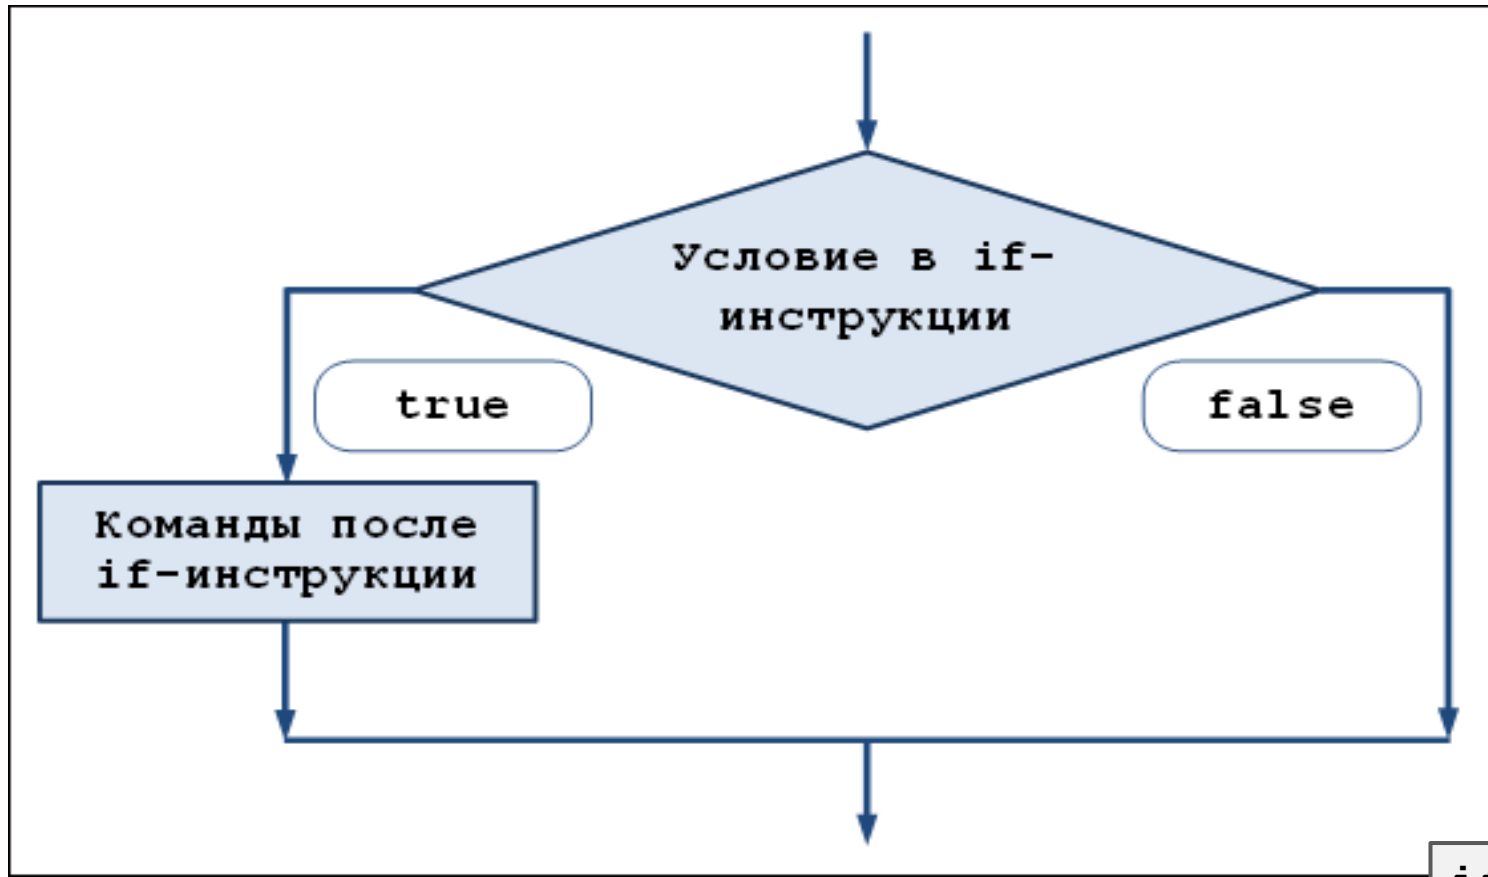 Условие в if-
инструкции
true
false
Команды после
if-инструкции